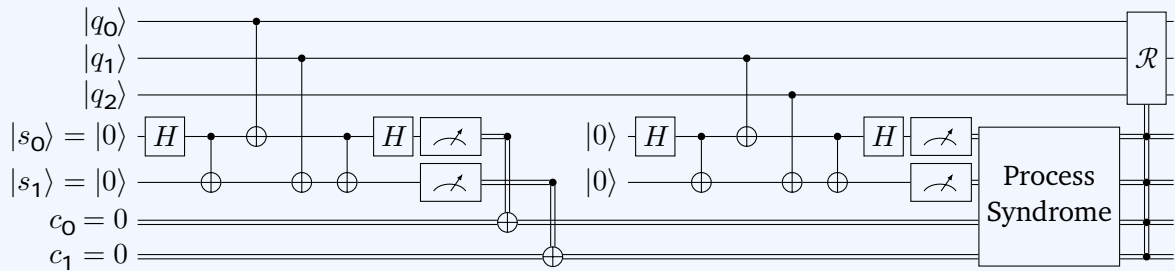 |q₀⟩
|q₁⟩
ℛ
|q₂⟩
|s₀⟩ = |0⟩ H H |0⟩ H H
|s₁⟩ = |0⟩ |0⟩
Process
Syndrome
c₀ = 0
c₁ = 0